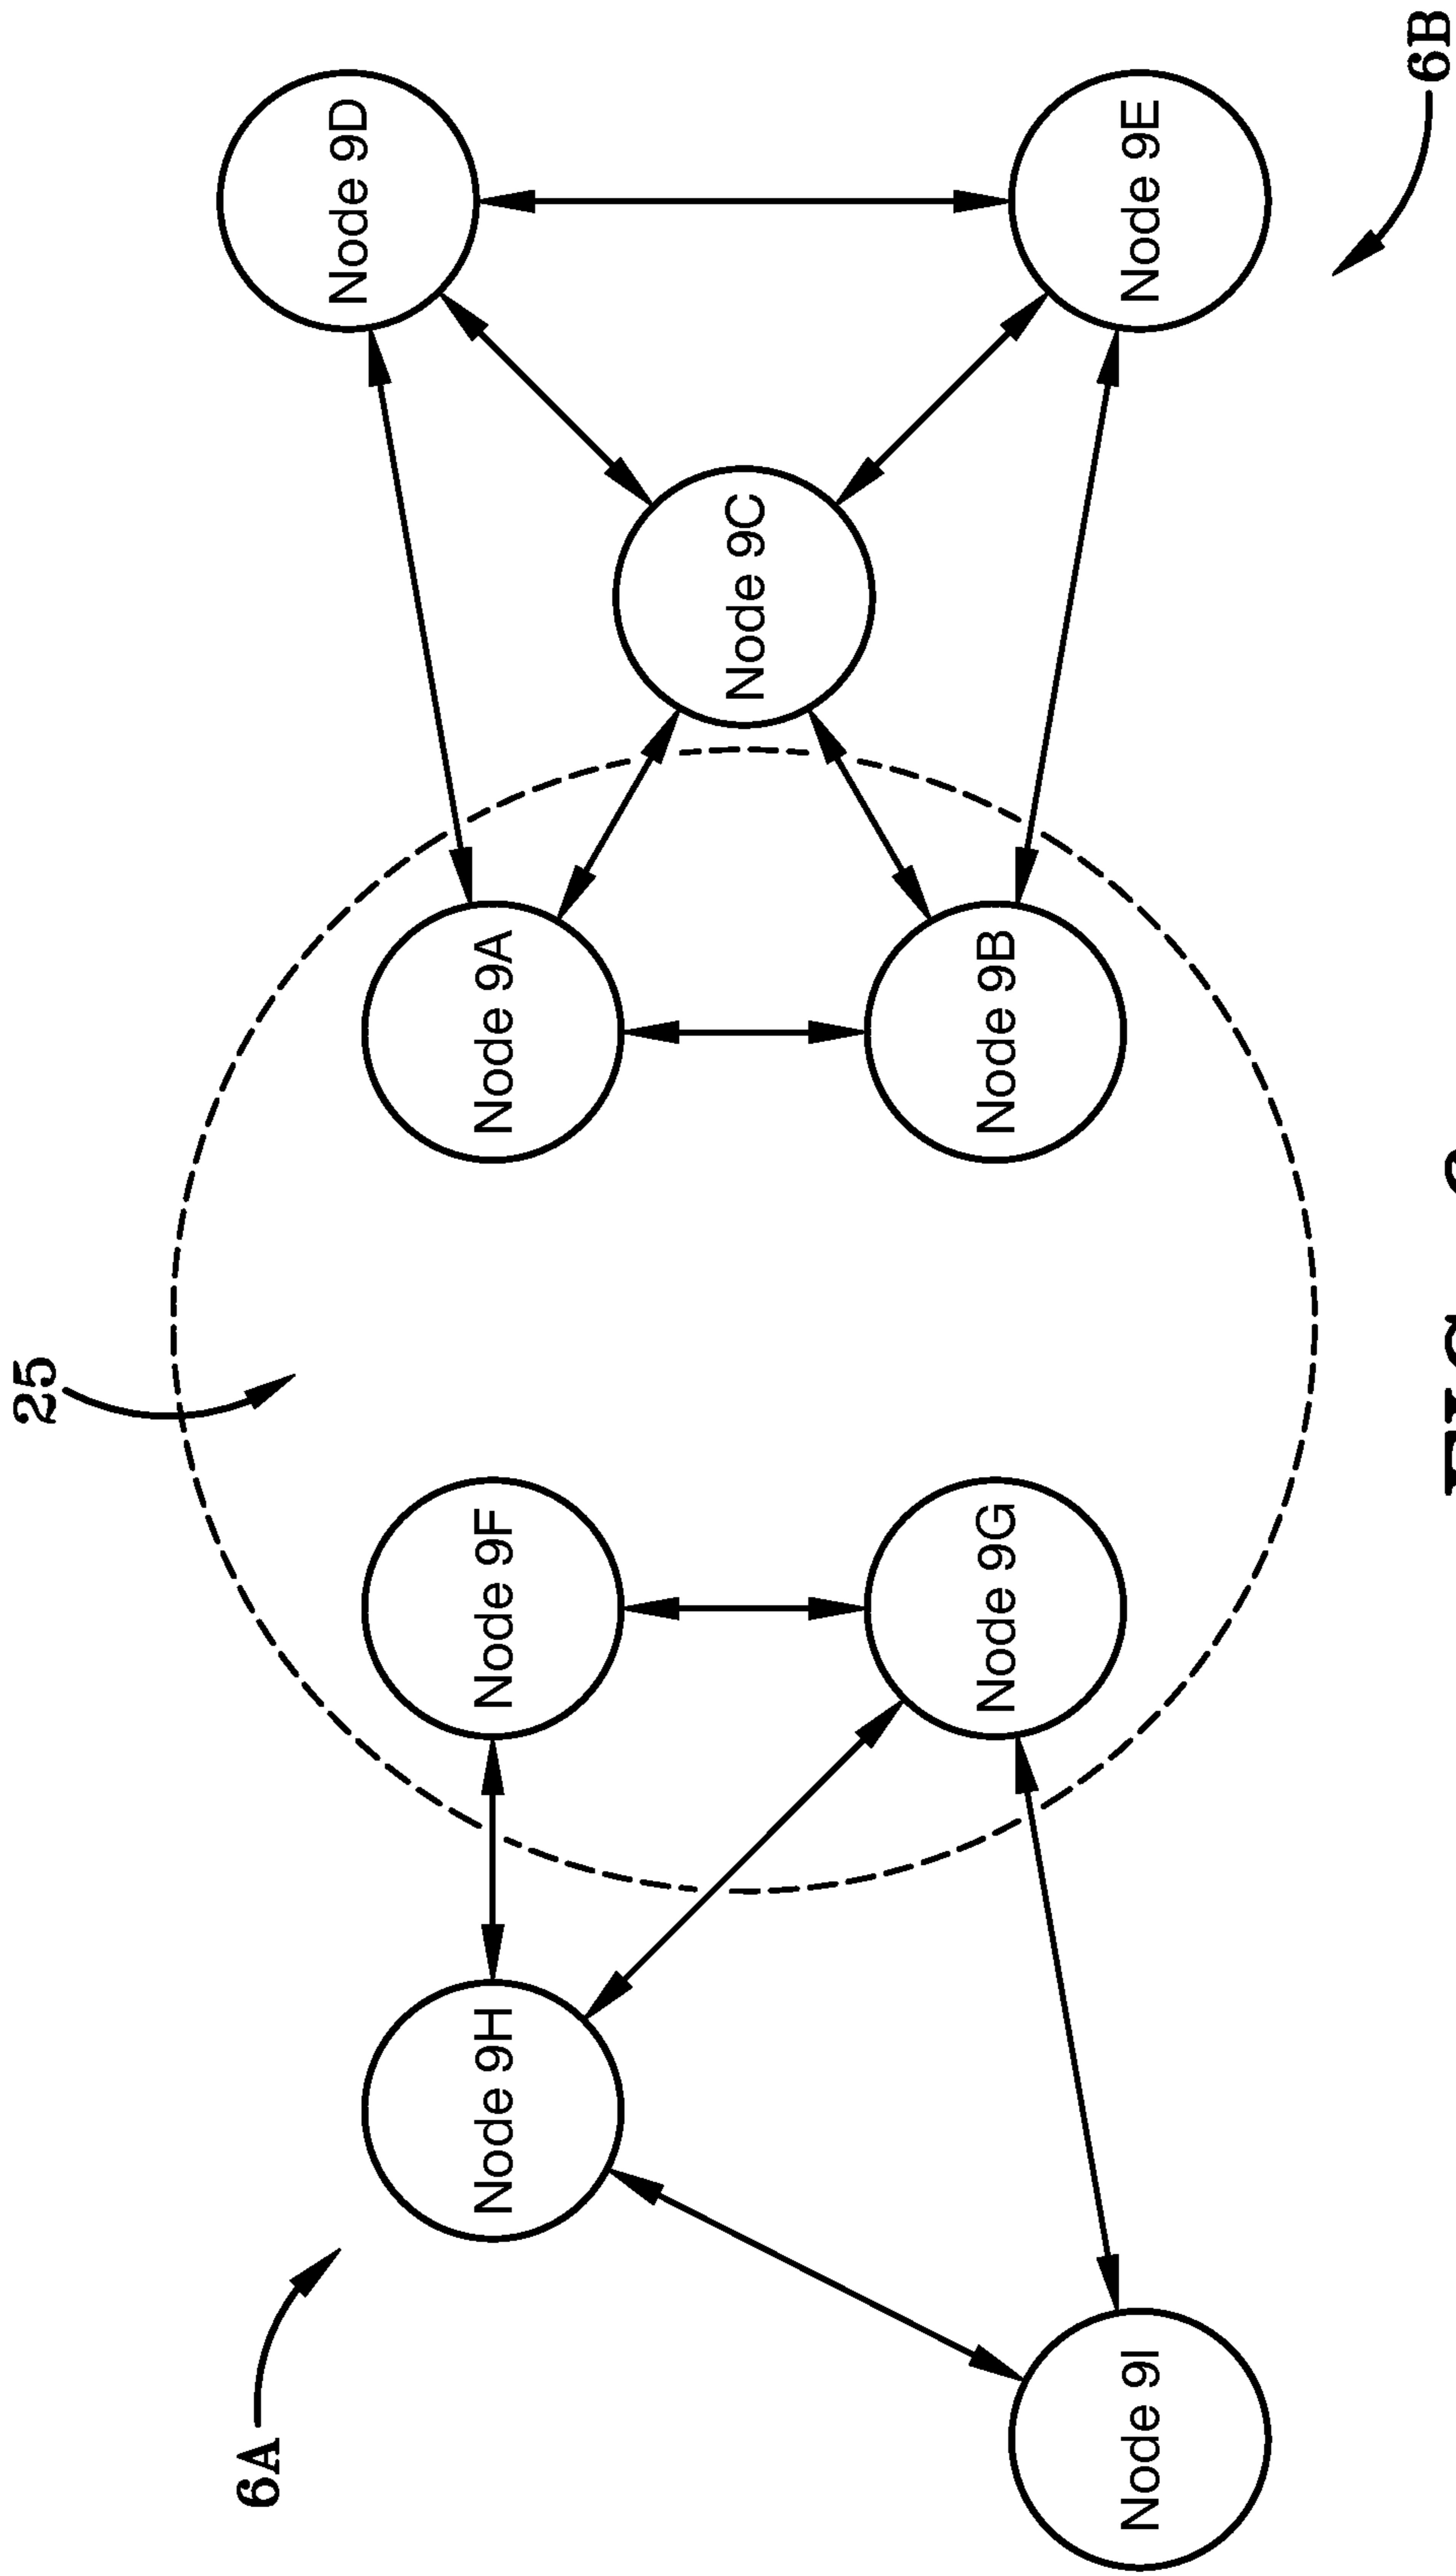 25
6A
Node 9H
Node 9F
Node 9A
Node 9D
Node 9C
Node 9I
Node 9G
Node 9B
Node 9E
6B